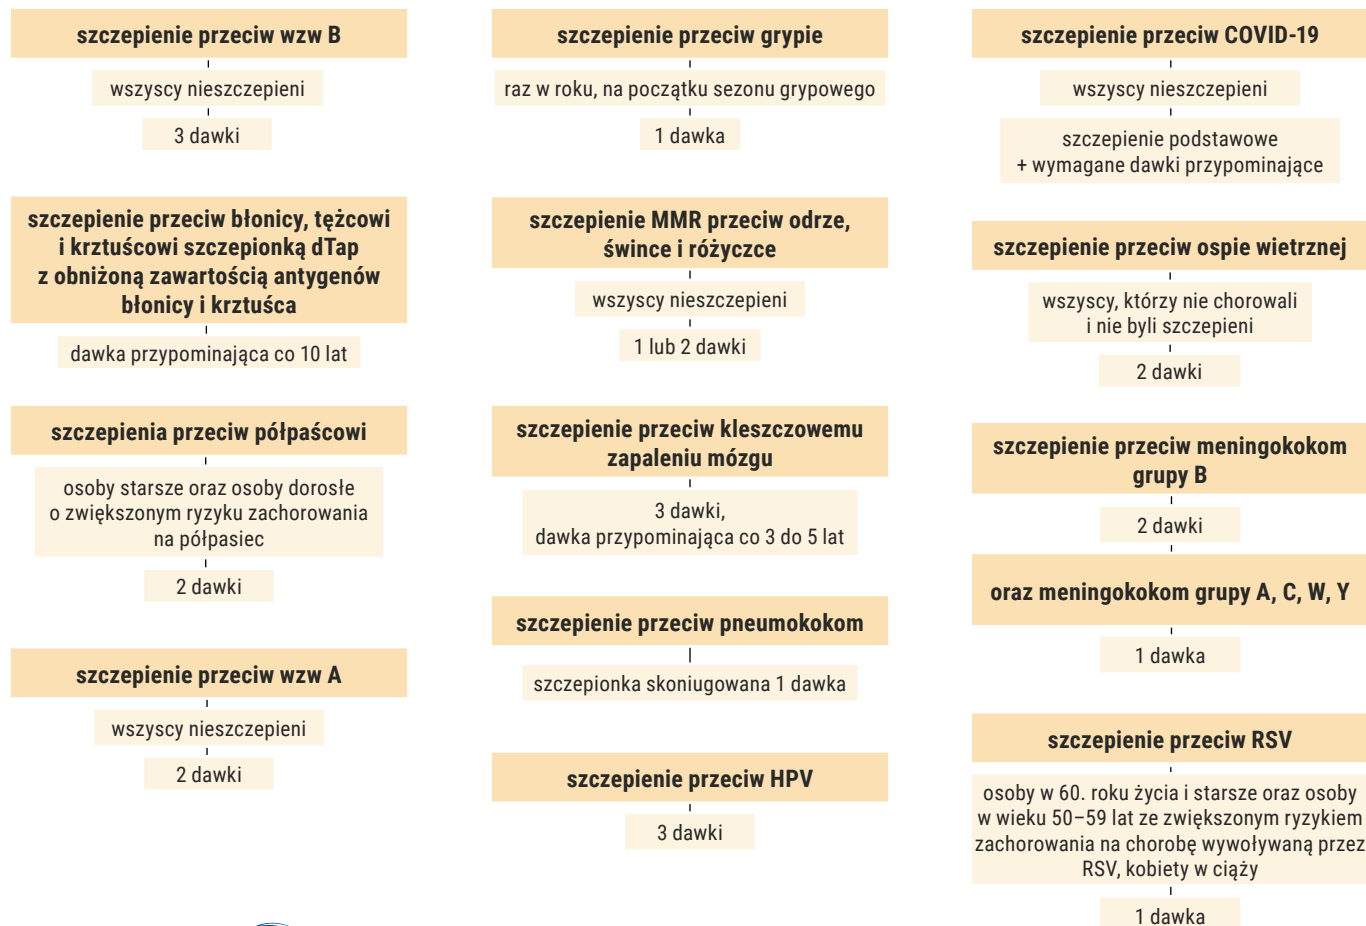 szczepienie przeciw wzw B
wszyscy nieszczepieni
3 dawki
szczepienie przeciw błonicy, tężcowi
i krztuścowi szczepionką dTap
z obniżoną zawartością antygenów
błonicy i krztuśca
dawka przypominająca co 10 lat
szczepienia przeciw półpaścowi
osoby starsze oraz osoby dorosłe
o zwiększonym ryzyku zachorowania
na półpasiec
2 dawki
szczepienie przeciw wzw A
wszyscy nieszczepieni
2 dawki
szczepienie przeciw grypie
raz w roku, na początku sezonu grypowego
1 dawka
szczepienie MMR przeciw odrze,
śwince i różyczce
wszyscy nieszczepieni
1 lub 2 dawki
szczepienie przeciw kleszczowemu
zapaleniu mózgu
3 dawki,
dawka przypominająca co 3 do 5 lat
szczepienie przeciw pneumokokom
szczepionka skoniugowana 1 dawka
szczepienie przeciw HPV
3 dawki
szczepienie przeciw COVID-19
wszyscy nieszczepieni
szczepienie podstawowe
+ wymagane dawki przypominające
szczepienie przeciw ospie wietrznej
wszyscy, którzy nie chorowali
i nie byli szczepieni
2 dawki
szczepienie przeciw meningokokom
grupy B
2 dawki
oraz meningokokom grupy A, C, W, Y
1 dawka
szczepienie przeciw RSV
osoby w 60. roku życia i starsze oraz osoby
w wieku 50–59 lat ze zwiększonym ryzykiem
zachorowania na chorobę wywoływaną przez
RSV, kobiety w ciąży
1 dawka